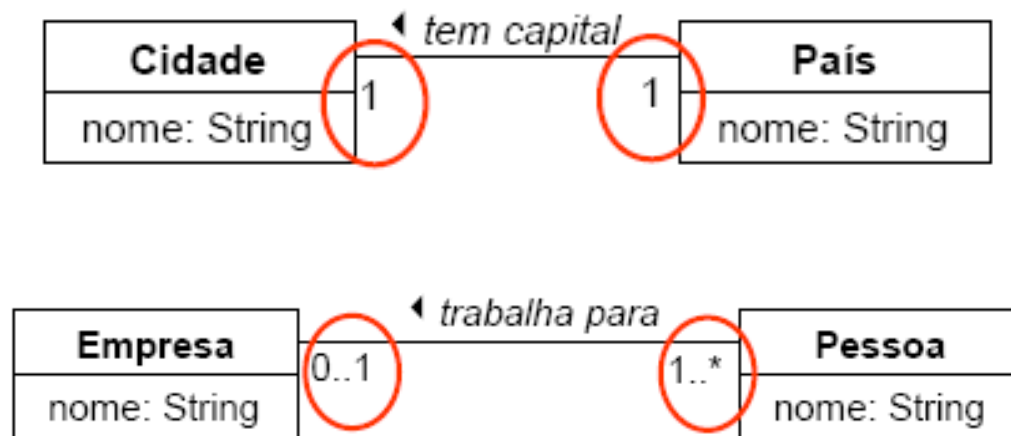 ◄ tem capital
Cidade
País
1
1
nome: String
nome: String
◄ trabalha para
Empresa
Pessoa
0..1
1..*
nome: String
nome: String